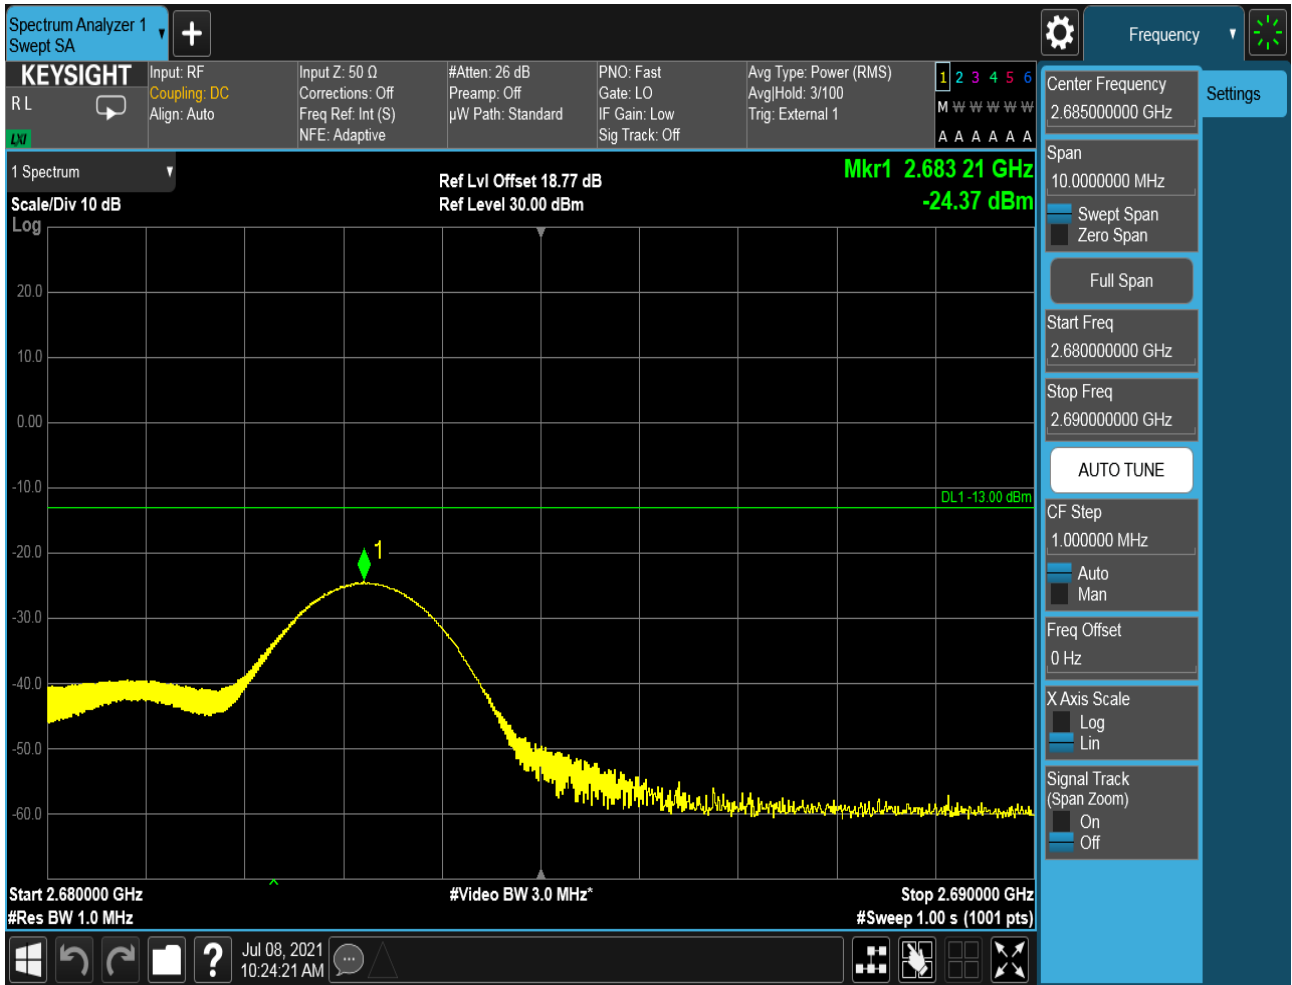 Spectrum Analyzer 1
Swept SA
Frequency
KEYSIGHT
R L
LXI
Input: RF
Coupling: DC
Align: Auto
Input Z: 50 Ω
Corrections: Off
Freq Ref: Int (S)
NFE: Adaptive
#Atten: 26 dB
Preamp: Off
µW Path: Standard
PNO: Fast
Gate: LO
IF Gain: Low
Sig Track: Off
Avg Type: Power (RMS)
Avg|Hold: 3/100
Trig: External 1
1 2 3 4 5 6
M W W W W W
A A A A A A
1 Spectrum
Scale/Div 10 dB
Log
Ref Lvl Offset 18.77 dB
Ref Level 30.00 dBm
Mkr1 2.683 21 GHz
-24.37 dBm
20.0
10.0
0.00
-10.0
-20.0
-30.0
-40.0
-50.0
-60.0
DL1 -13.00 dBm
1
Start 2.680000 GHz
#Res BW 1.0 MHz
#Video BW 3.0 MHz*
Stop 2.690000 GHz
#Sweep 1.00 s (1001 pts)
Jul 08, 2021
10:24:21 AM
?
Center Frequency
2.685000000 GHz
Settings
Span
10.0000000 MHz
Swept Span
Zero Span
Full Span
Start Freq
2.680000000 GHz
Stop Freq
2.690000000 GHz
AUTO TUNE
CF Step
1.000000 MHz
Auto
Man
Freq Offset
0 Hz
X Axis Scale
Log
Lin
Signal Track
(Span Zoom)
On
Off